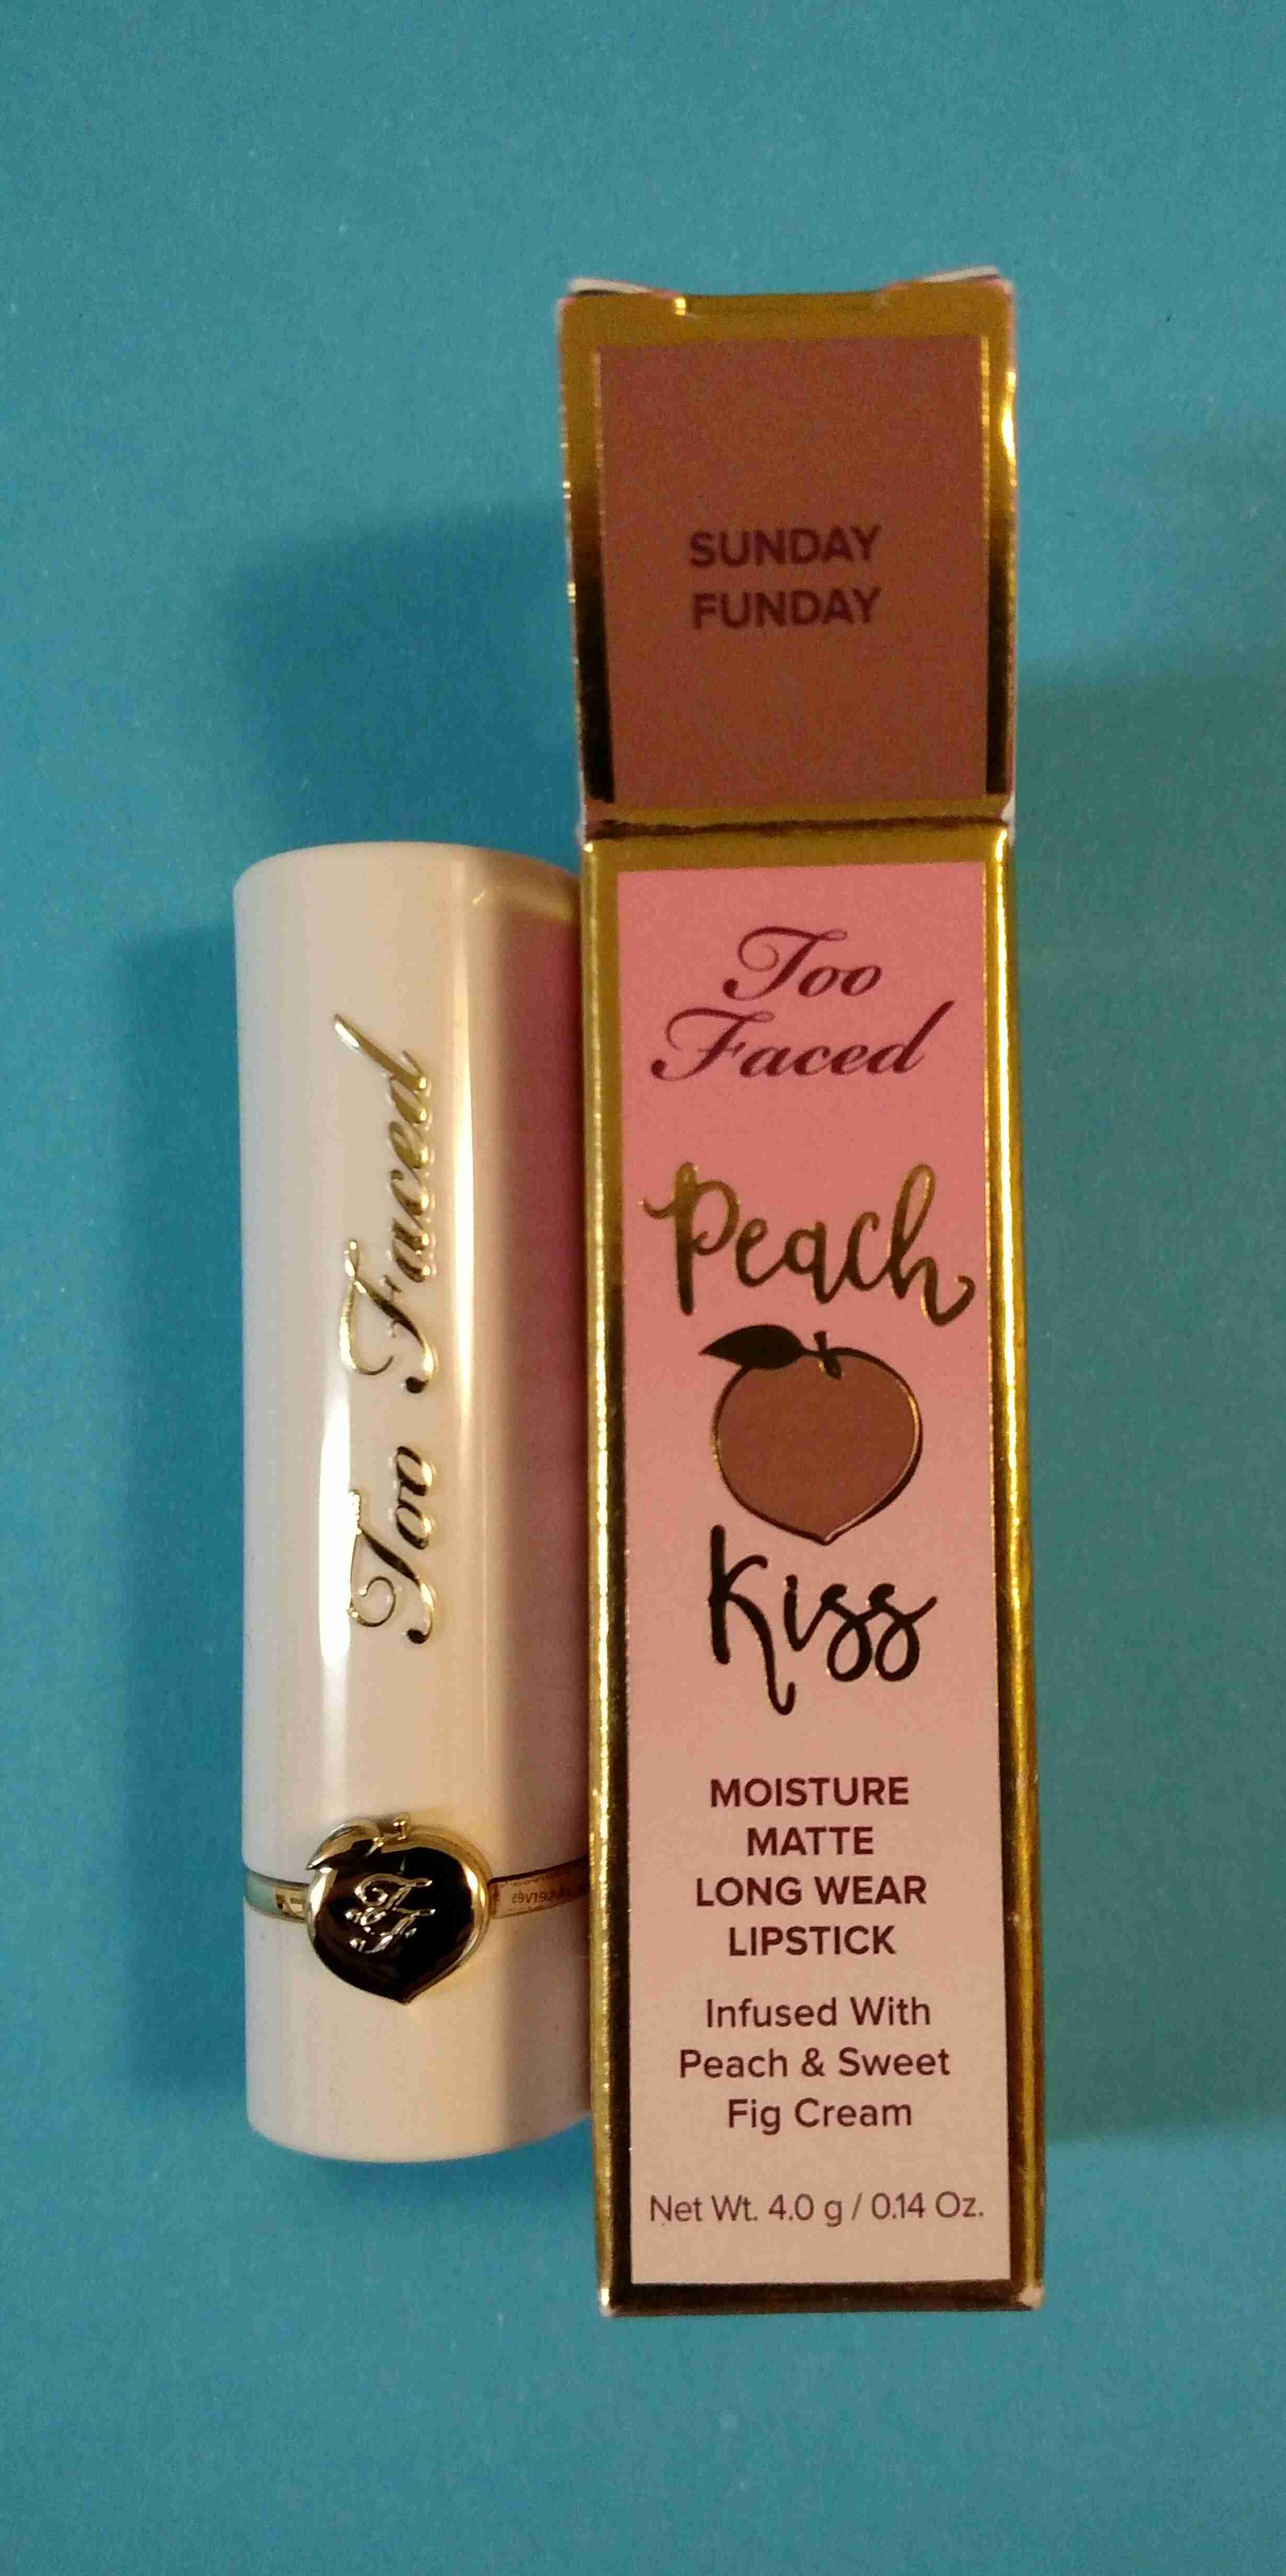 SUNDAY
FUNDAY
Too
Faced
Peach
Kiss
MOISTURE
MATTE
LONG WEAR
LIPSTICK
Infused With
Peach & Sweet
Fig Cream
Net Wt. 4.0 g / 0.14 Oz.
Too Faced
TF